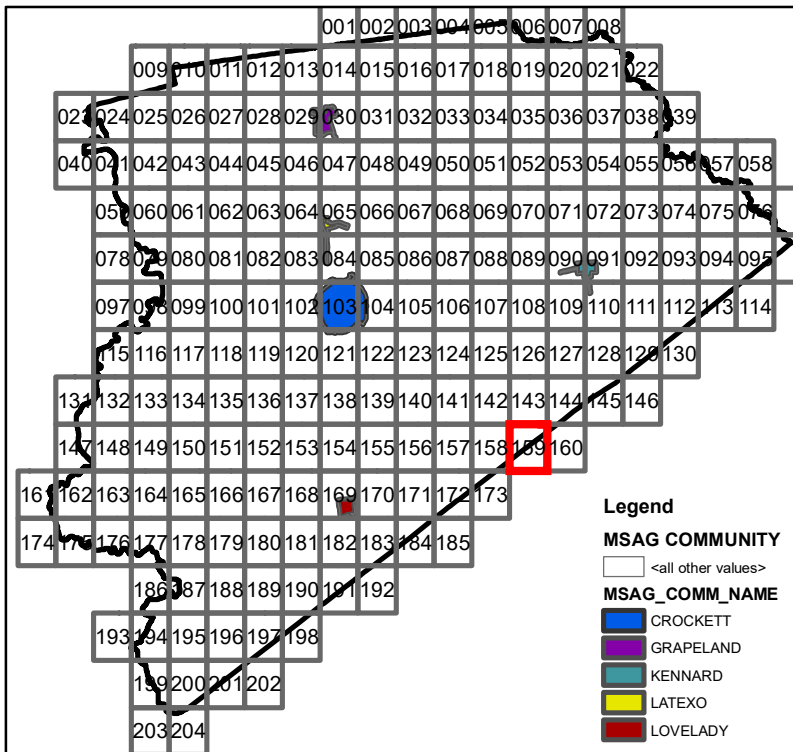 001 002 003 004 005 006 007 008
009 010 011 012 013 014 015 016 017 018 019 020 021 022
023 024 025 026 027 028 029 030 031 032 033 034 035 036 037 038 039
040 041 042 043 044 045 046 047 048 049 050 051 052 053 054 055 056 057 058
059 060 061 062 063 064 065 066 067 068 069 070 071 072 073 074 075 076
078 079 080 081 082 083 084 085 086 087 088 089 090 091 092 093 094 095
097 098 099 100 101 102 103 104 105 106 107 108 109 110 111 112 113 114
115 116 117 118 119 120 121 122 123 124 125 126 127 128 129 130
131 132 133 134 135 136 137 138 139 140 141 142 143 144 145 146
147 148 149 150 151 152 153 154 155 156 157 158 159 160
161 162 163 164 165 166 167 168 169 170 171 172 173
174 175 176 177 178 179 180 181 182 183 184 185
186 187 188 189 190 191 192
193 194 195 196 197 198
199 200 201 202
203 204
Legend
MSAG COMMUNITY
<all other values>
MSAG_COMM_NAME
CROCKETT
GRAPELAND
KENNARD
LATEXO
LOVELADY